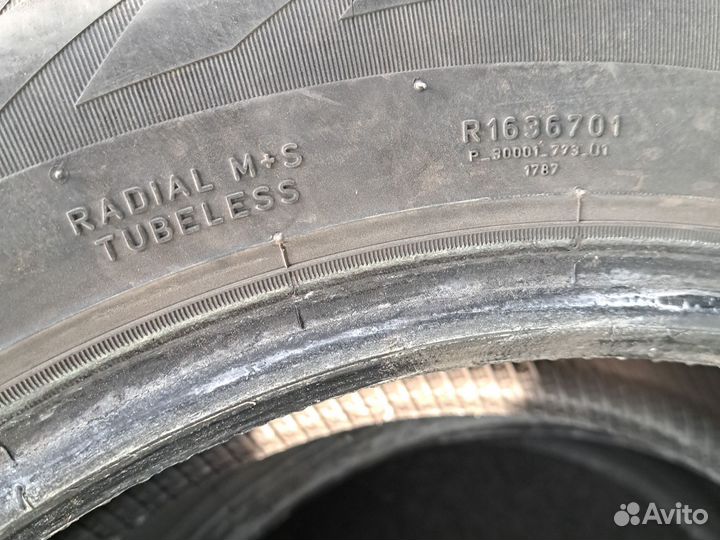 RADIAL M+S
TUBELESS
R1636701
P_30001_773_01
1787
Avito